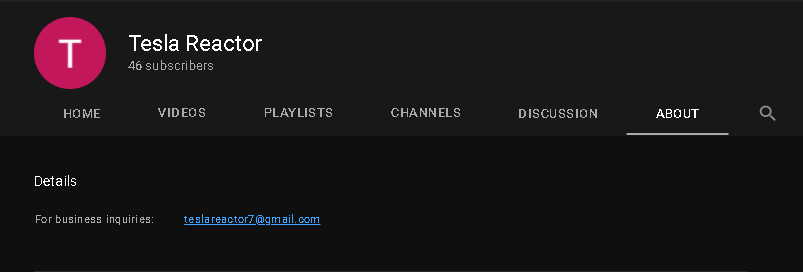 T
Tesla Reactor
46 subscribers
HOME VIDEOS PLAYLISTS CHANNELS DISCUSSION ABOUT
Details
For business inquiries: teslareactor7@gmail.com